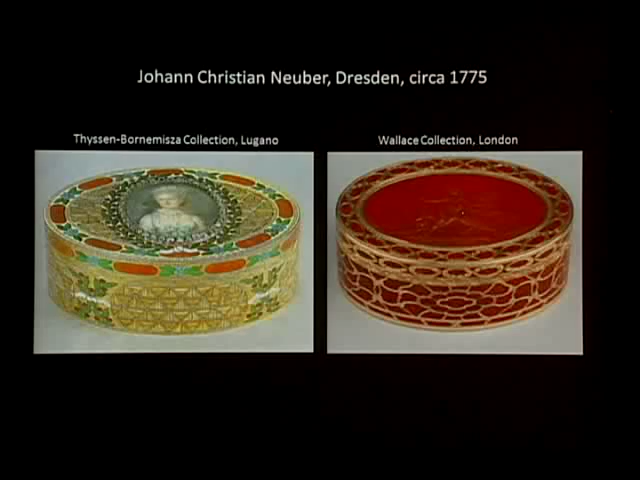 Johann Christian Neuber, Dresden, circa 1775
Thyssen-Bornemisza Collection, Lugano
Wallace Collection, London